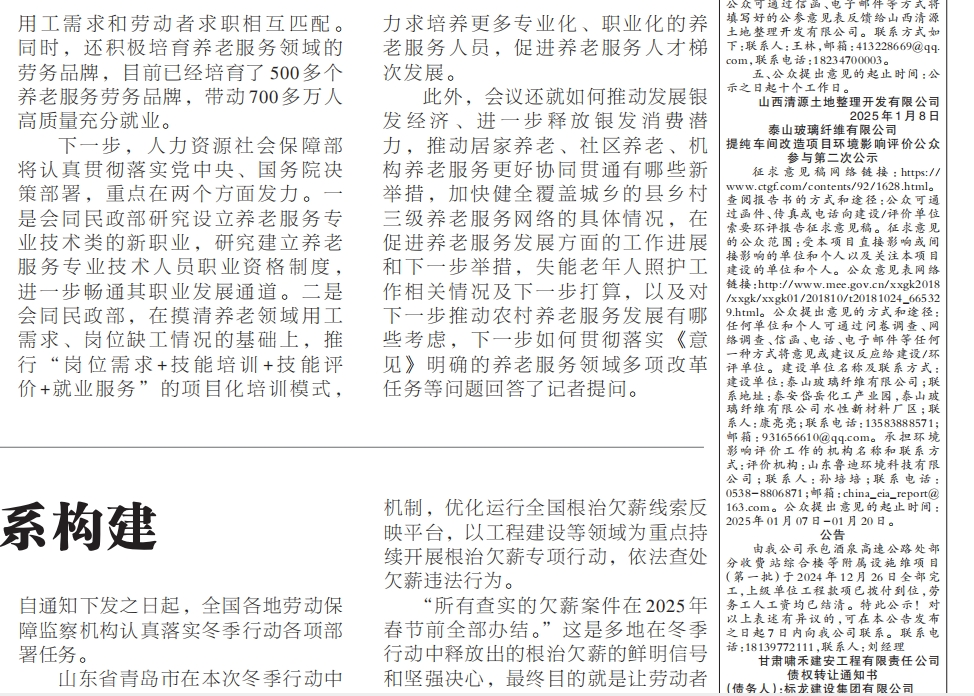 用工需求和劳动者求职相互匹配。
同时，还积极培育养老服务领域的
劳务品牌，目前已经培育了500多个
养老服务劳务品牌，带动700多万人
高质量充分就业。
下一步，人力资源社会保障部
将认真贯彻落实党中央、国务院决
策部署，重点在两个方面发力。一
是会同民政部研究设立养老服务专
业技术类的新职业，研究建立养老
服务专业技术人员职业资格制度，
进一步畅通其职业发展通道。二是
会同民政部，在摸清养老领域用工
需求、岗位缺工情况的基础上，推
行“岗位需求+技能培训+技能评
价+就业服务”的项目化培训模式，
力求培养更多专业化、职业化的养
老服务人员，促进养老服务人才梯
次发展。
此外，会议还就如何推动发展银
发经济、进一步释放银发消费潜
力，推动居家养老、社区养老、机
构养老服务更好协同贯通有哪些新
举措，加快健全覆盖城乡的县乡村
三级养老服务网络的具体情况，在
促进养老服务发展方面的工作进展
和下一步举措，失能老年人照护工
作相关情况及下一步打算，以及对
下一步推动农村养老服务发展有哪
些考虑，下一步如何贯彻落实《意
见》明确的养老服务领域多项改革
任务等问题回答了记者提问。
系构建
自通知下发之日起，全国各地劳动保
障监察机构认真落实冬季行动各项部
署任务。
山东省青岛市在本次冬季行动中
机制，优化运行全国根治欠薪线索反
映平台，以工程建设等领域为重点持
续开展根治欠薪专项行动，依法查处
欠薪违法行为。
“所有查实的欠薪案件在2025年
春节前全部办结。”这是多地在冬季
行动中释放出的根治欠薪的鲜明信号
和坚强决心，最终目的就是让劳动者
公众可通过信函、电子邮件等方式将
填写好的公参意见表反馈给山西清源
土地整理开发有限公司。联系方式如
下:联系人:王林,邮箱:413228669@qq.
com,联系电话:18234700003。
五、公众提出意见的起止时间:公
示之日起十个工作日。
山西清源土地整理开发有限公司
2025年1月8日
泰山玻璃纤维有限公司
提纯车间改造项目环境影响评价公众
参与第二次公示
征求意见稿网络链接:https://
www.ctgf.com/contents/92/1628.html。
查阅报告书的方式和途径:公众可通
过函件、传真或电话向建设/评价单位
索要环评报告征求意见稿。征求意见
的公众范围:受本项目直接影响或间
接影响的单位和个人以及关注本项目
建设的单位和个人。公众意见表网络
链接:http://www.mee.gov.cn/xxgk2018
/xxgk/xxgk01/201810/t20181024_66532
9.html。公众提出意见的方式和途径:
任何单位和个人可通过问卷调查、网
络调查、信函、电话、电子邮件等任何
一种方式将意见或建议反应给建设/环
评单位。建设单位名称及联系方式:
建设单位:泰山玻璃纤维有限公司;联
系地址:泰安岱岳化工产业园,泰山玻
璃纤维有限公司水性新材料厂区;联
系人:康亮亮;联系电话:13583888571;
邮箱:931656610@qq.com。承担环境
影响评价工作的机构名称和联系方
式:评价机构:山东鲁迪环境科技有限
公司;联系人:孙培培;联系电话:
0538-8806871;邮箱:china_eia_report@
163.com。公众提出意见的起止时间:
2025年01月07日—01月20日。
公告
由我公司承包酒泉高速公路处部
分收费站综合楼等附属设施维项目
(第一批)于2024年12月26日全部完
工,上级单位工程款项已拨付到位,劳
务工人工资均已结清。特此公示!对
以上表述有异议的,可在本公告发布
之日起7日内向我公司联系。联系电
话:18139772111,联系人:刘经理
甘肃啸禾建安工程有限责任公司
债权转让通知书
(债务人):标龙建设集团有限公司